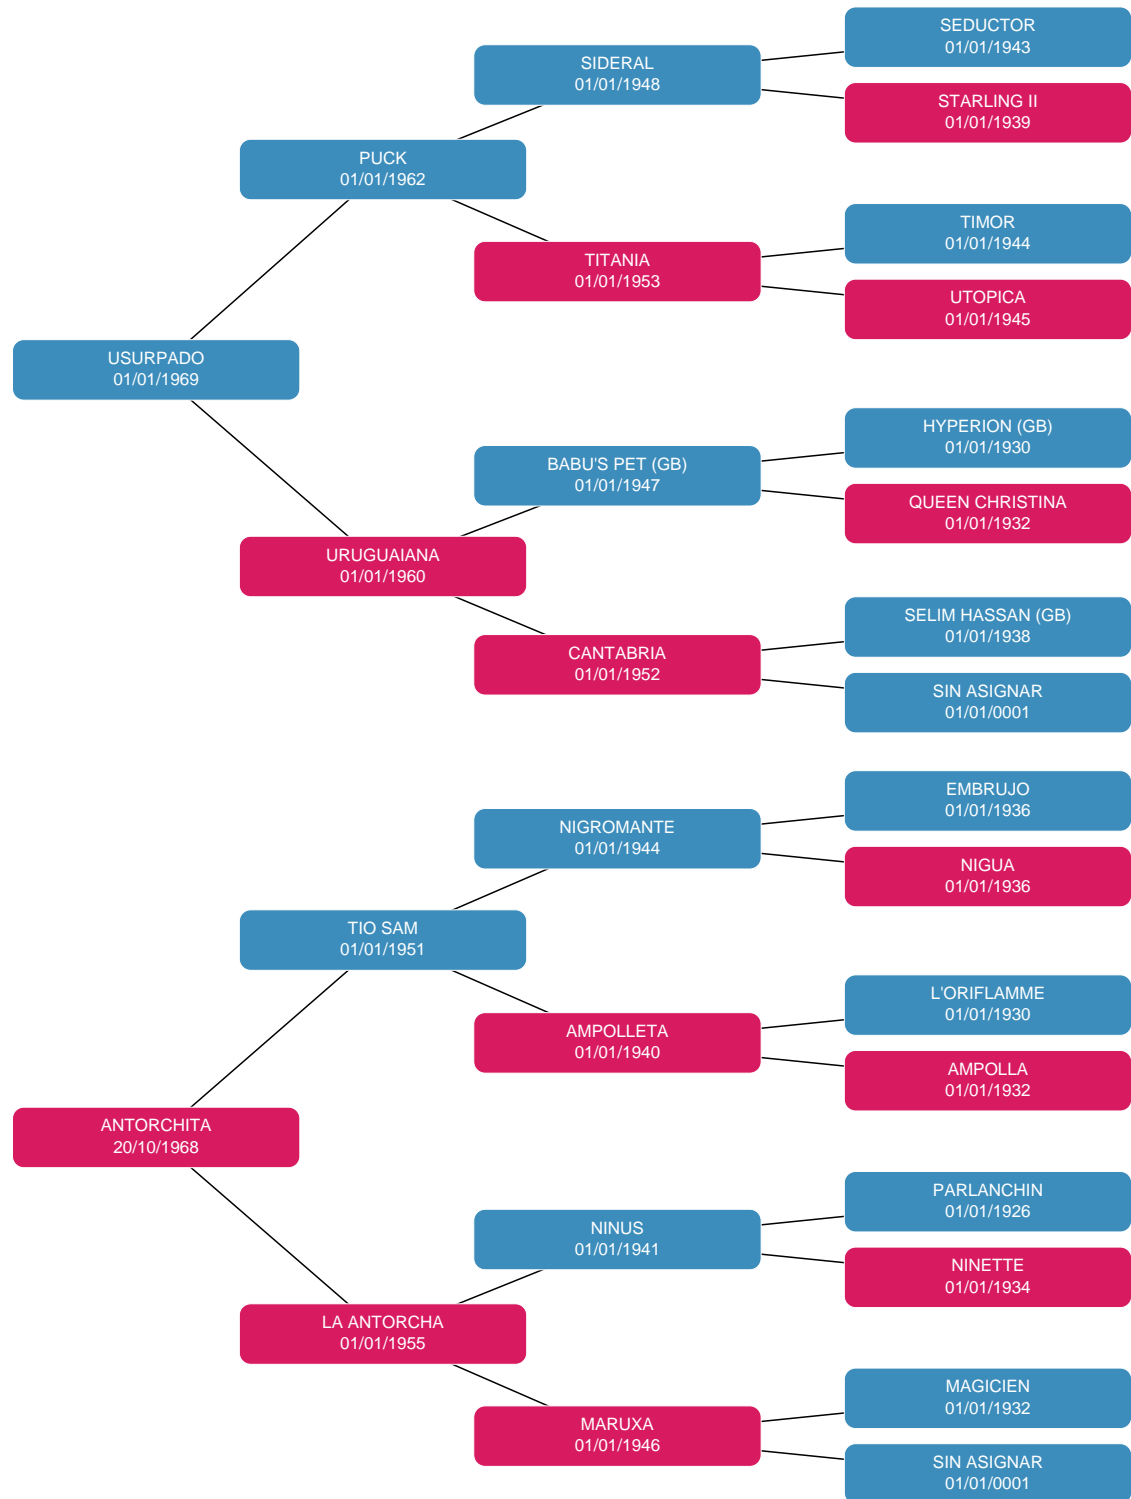 SEDUCTOR
01/01/1943
SIDERAL
01/01/1948
STARLING II
01/01/1939
PUCK
01/01/1962
TIMOR
01/01/1944
TITANIA
01/01/1953
UTOPICA
01/01/1945
USURPADO
01/01/1969
HYPERION (GB)
01/01/1930
BABU'S PET (GB)
01/01/1947
QUEEN CHRISTINA
01/01/1932
URUGUAIANA
01/01/1960
SELIM HASSAN (GB)
01/01/1938
CANTABRIA
01/01/1952
SIN ASIGNAR
01/01/0001
EMBRUJO
01/01/1936
NIGROMANTE
01/01/1944
NIGUA
01/01/1936
TIO SAM
01/01/1951
L'ORIFLAMME
01/01/1930
AMPOLLETA
01/01/1940
AMPOLLA
01/01/1932
ANTORCHITA
20/10/1968
PARLANCHIN
01/01/1926
NINUS
01/01/1941
NINETTE
01/01/1934
LA ANTORCHA
01/01/1955
MAGICIEN
01/01/1932
MARUXA
01/01/1946
SIN ASIGNAR
01/01/0001